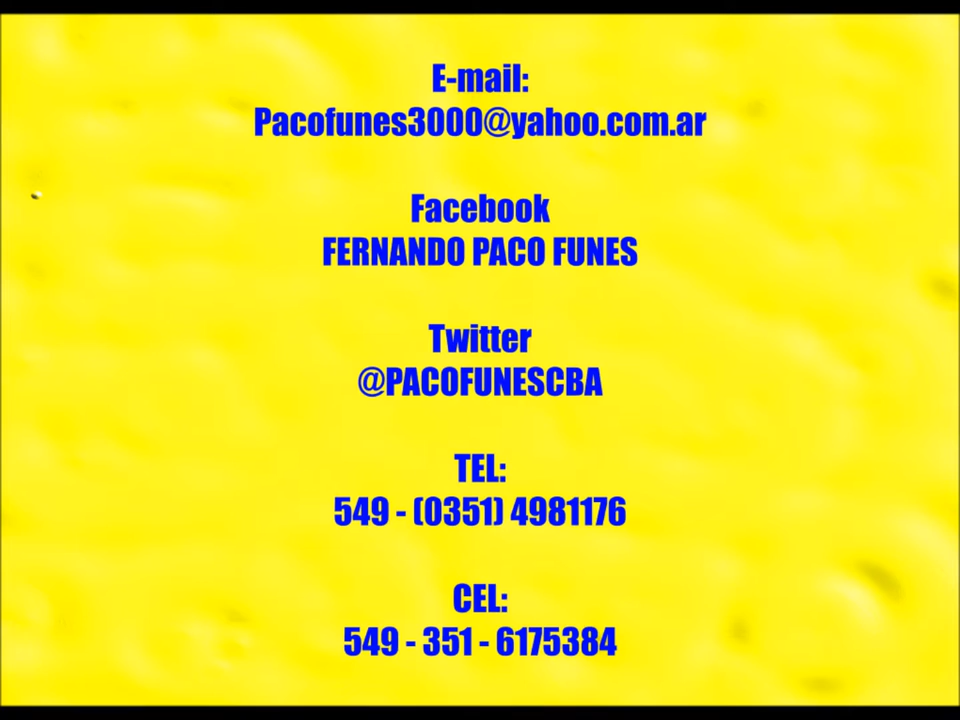 E-mail:
Pacofunes3000@yahoo.com.ar
Facebook
FERNANDO PACO FUNES
Twitter
@PACOFUNESCBA
TEL:
549 - (0351) 4981176
CEL:
549 - 351 - 6175384